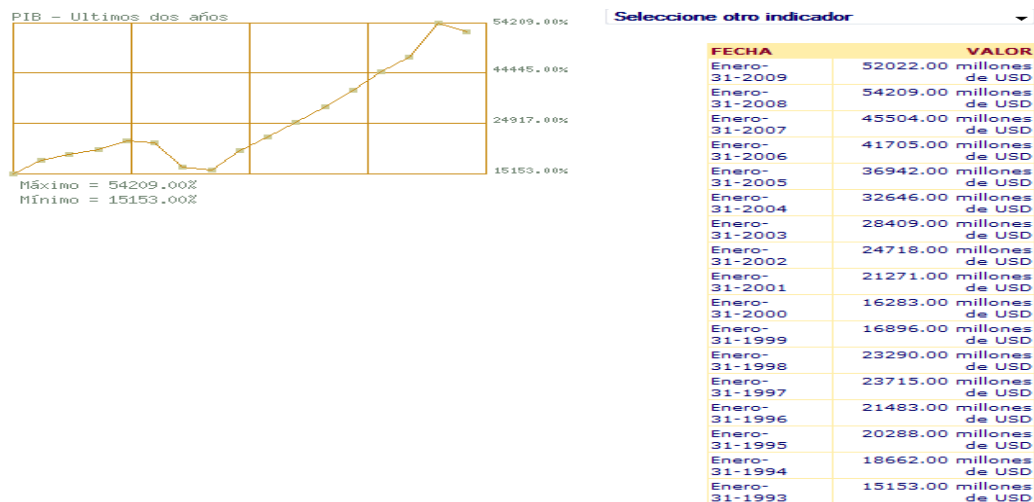 PIB - Ultimos dos años
54209.00%
44445.00%
24917.00%
15153.00%
Máximo = 54209.00%
Mínimo = 15153.00%
Seleccione otro indicador
FECHA VALOR
Enero- 52022.00 millones
31-2009 de USD
Enero- 54209.00 millones
31-2008 de USD
Enero- 45504.00 millones
31-2007 de USD
Enero- 41705.00 millones
31-2006 de USD
Enero- 36942.00 millones
31-2005 de USD
Enero- 32646.00 millones
31-2004 de USD
Enero- 28409.00 millones
31-2003 de USD
Enero- 24718.00 millones
31-2002 de USD
Enero- 21271.00 millones
31-2001 de USD
Enero- 16283.00 millones
31-2000 de USD
Enero- 16896.00 millones
31-1999 de USD
Enero- 23290.00 millones
31-1998 de USD
Enero- 23715.00 millones
31-1997 de USD
Enero- 21483.00 millones
31-1996 de USD
Enero- 20288.00 millones
31-1995 de USD
Enero- 18662.00 millones
31-1994 de USD
Enero- 15153.00 millones
31-1993 de USD